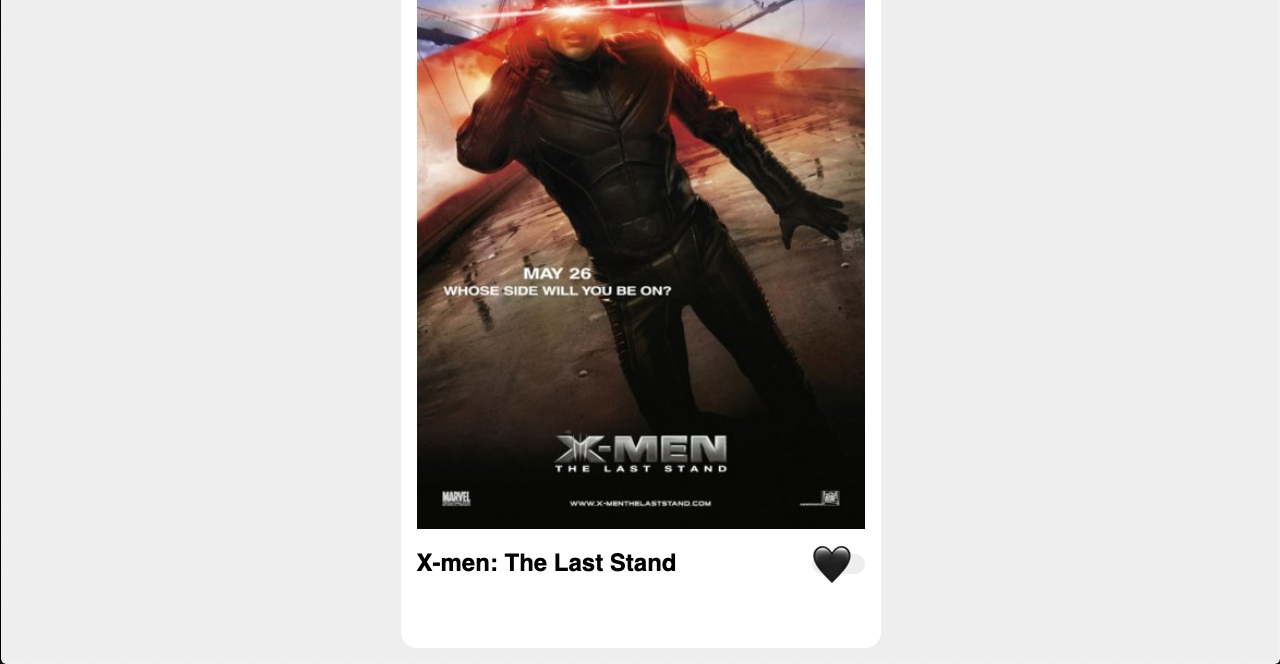 MAY 26
WHOSE SIDE WILL YOU BE ON?
X-MEN
THE LAST STAND
MARVEL
WWW.X-MENTHELASTSTAND.COM
X-men: The Last Stand